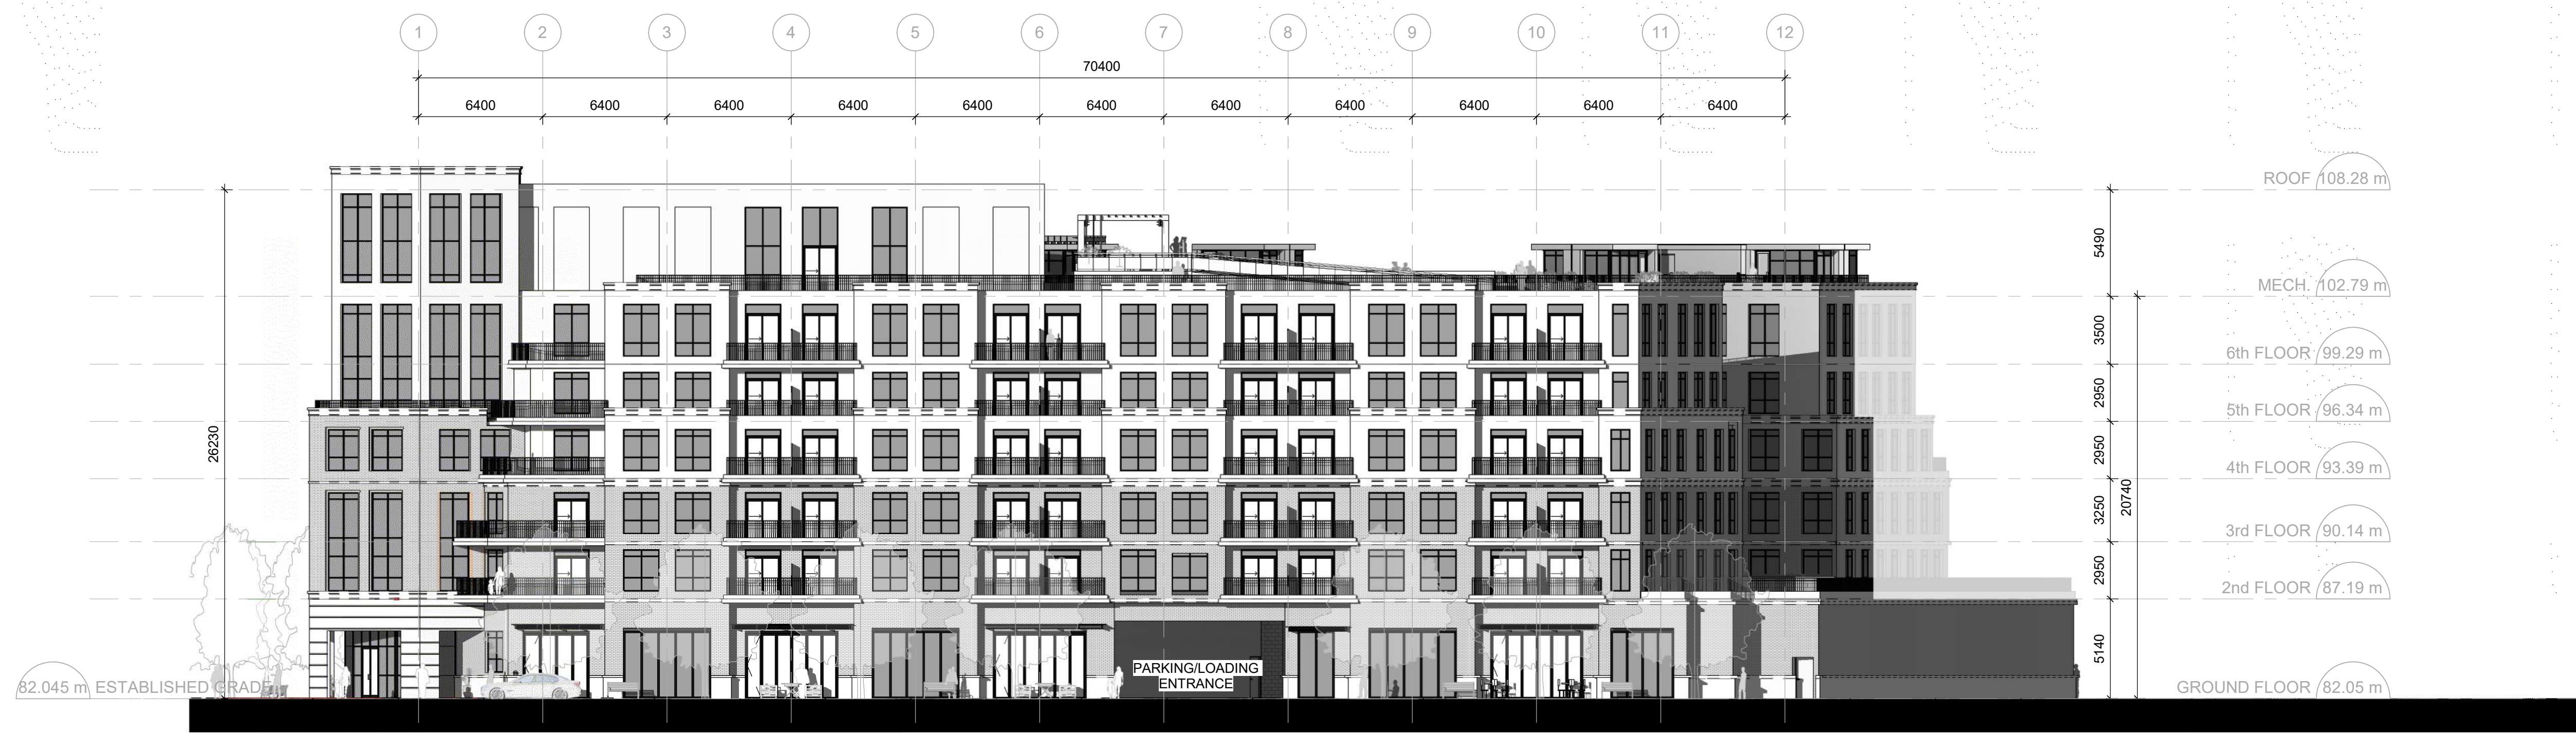 1 2 3 4 5 6 7 8 9 10 11 12
70400
6400 6400 6400 6400 6400 6400 6400 6400 6400 6400 6400
ROOF 108.28 m
5490
MECH. 102.79 m
3500
6th FLOOR 99.29 m
2950
5th FLOOR 96.34 m
26230
2950
4th FLOOR 93.39 m
20740
3250
3rd FLOOR 90.14 m
2950
2nd FLOOR 87.19 m
5140
PARKING/LOADING
ENTRANCE
82.045 m ESTABLISHED GRADE
GROUND FLOOR 82.05 m